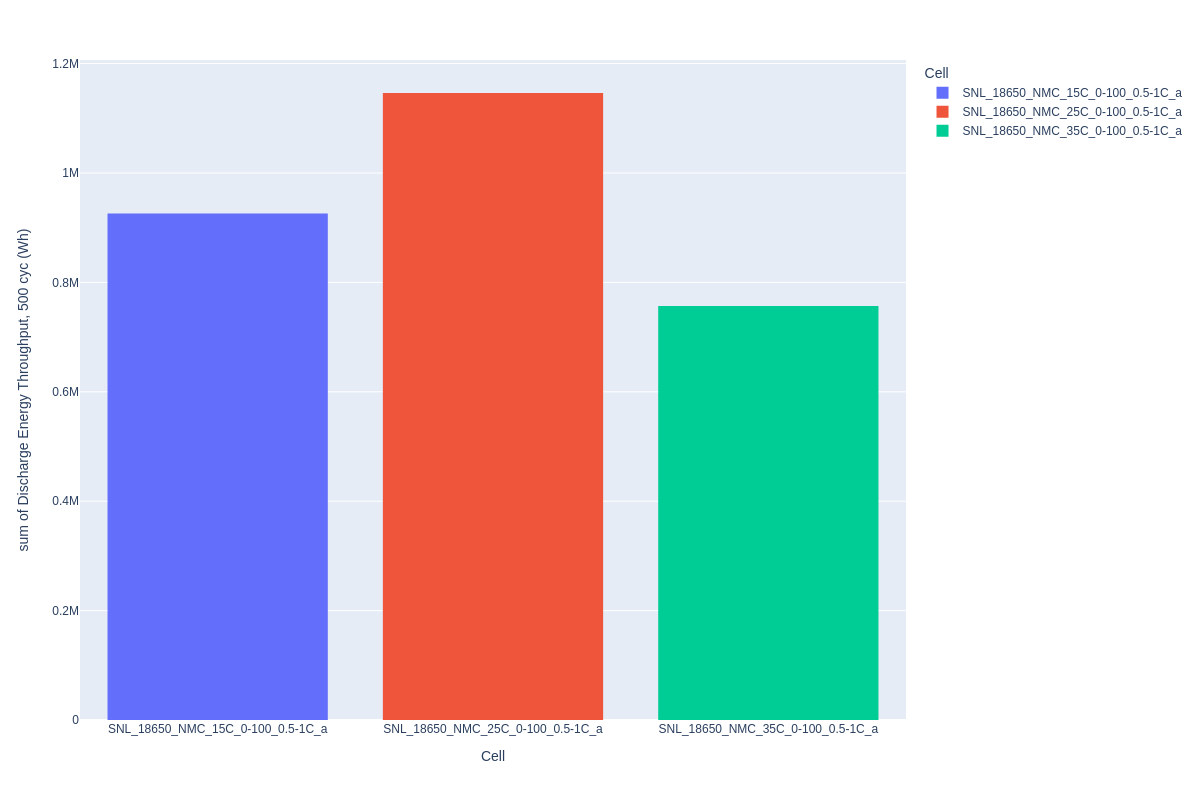 sum of Discharge Energy Throughput, 500 cyc (Wh)
1.2M
1M
0.8M
0.6M
0.4M
0.2M
0
SNL_18650_NMC_15C_0-100_0.5-1C_a
SNL_18650_NMC_25C_0-100_0.5-1C_a
SNL_18650_NMC_35C_0-100_0.5-1C_a
Cell
Cell
SNL_18650_NMC_15C_0-100_0.5-1C_a
SNL_18650_NMC_25C_0-100_0.5-1C_a
SNL_18650_NMC_35C_0-100_0.5-1C_a